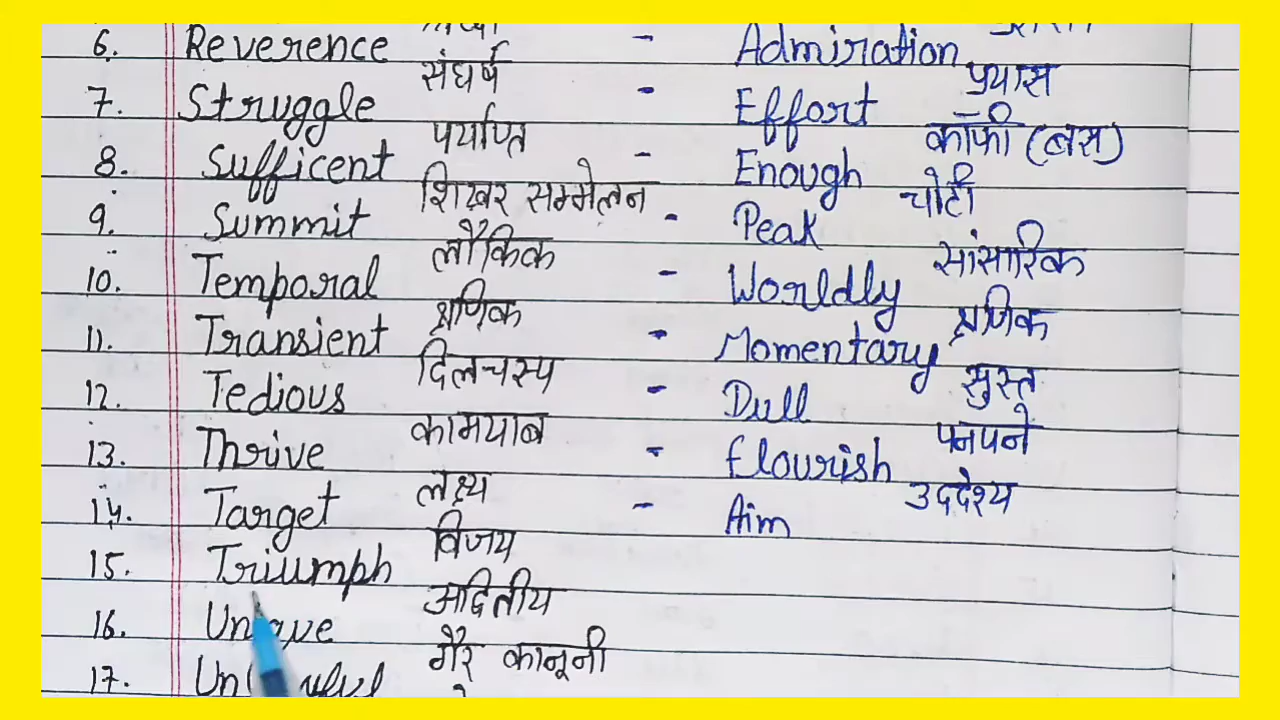 6. Reverence - Admiration
7. Struggle संघर्ष - Effort प्रयास
8. Sufficent पर्याप्त - Enough कॉफी (बस)
9. Summit शिखर सम्मेलन - Peak चोटी
10. Temporal लौकिक - Worldly सांसारिक
11. Transient क्षणिक - Momentary क्षणिक
12. Tedious दिलचस्प - Dull सुस्त
13. Thrive कामयाब - flourish पनपने
14. Target लक्ष्य - Aim उददेश्य
15. Triumph विजय
16. अद्वितीय
17. गैर कानूनी